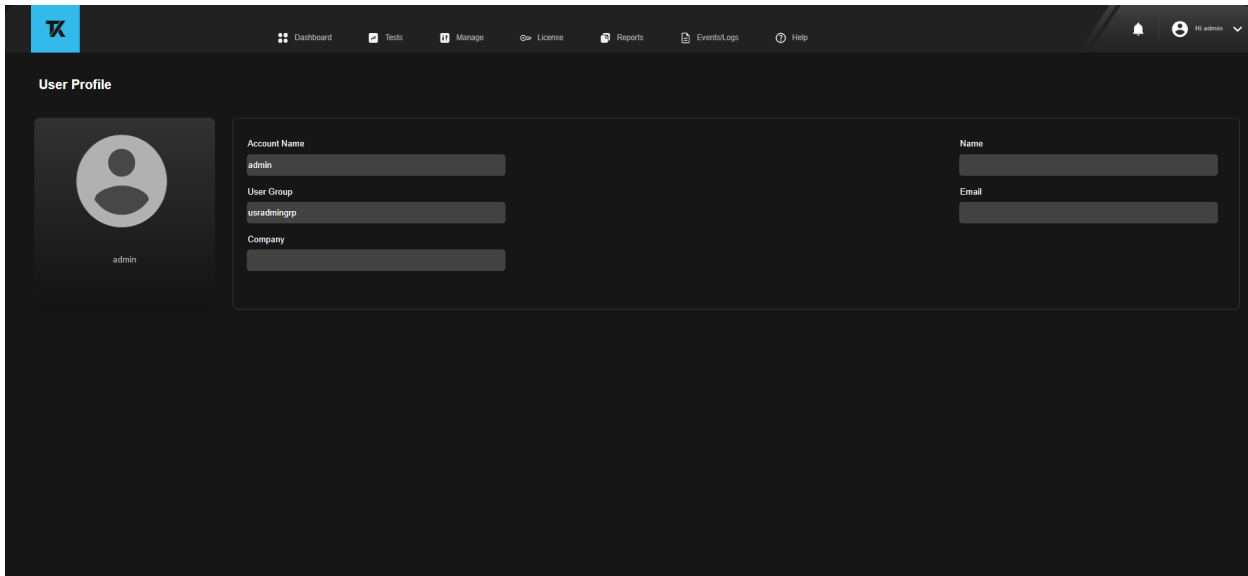 TK
Dashboard Tests Manage License Reports Events/Logs Help Hi admin
User Profile
admin
Account Name
admin
User Group
usradmingrp
Company
Name
Email